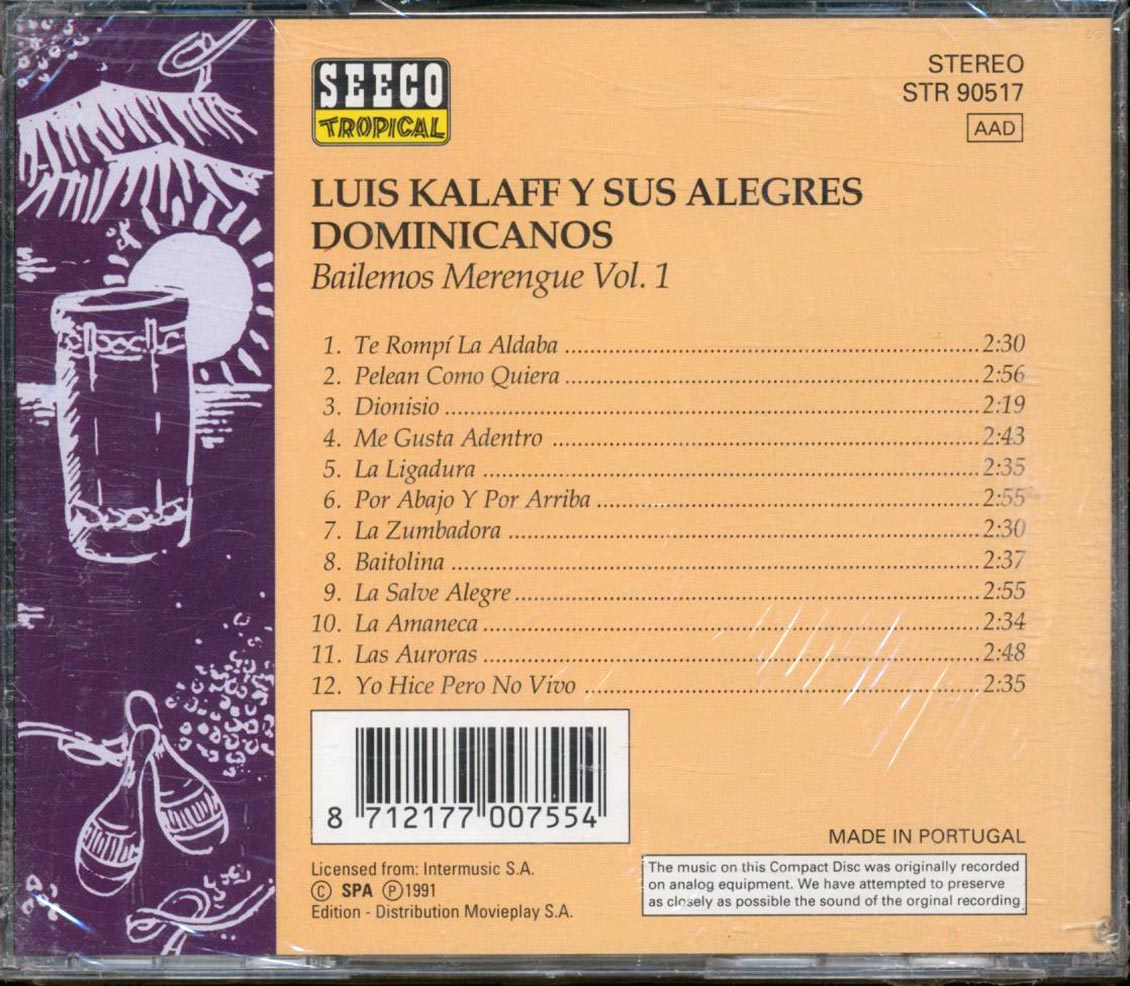 SEECO
TROPICAL
STEREO
STR 90517
AAD
LUIS KALAFF Y SUS ALEGRES
DOMINICANOS
Bailemos Merengue Vol. 1
1. Te Rompí La Aldaba 2:30
2. Pelean Como Quiera 2:56
3. Dionisio 2:19
4. Me Gusta Adentro 2:43
5. La Ligadura 2:35
6. Por Abajo Y Por Arriba 2:55
7. La Zumbadora 2:30
8. Baitolina 2:37
9. La Salve Alegre 2:55
10. La Amaneca 2:34
11. Las Auroras 2:48
12. Yo Hice Pero No Vivo 2:35
8 712177 007554
Licensed from: Intermusic S.A.
Ⓒ SPA Ⓟ 1991
Edition - Distribution Movieplay S.A.
MADE IN PORTUGAL
The music on this Compact Disc was originally recorded
on analog equipment. We have attempted to preserve
as closely as possible the sound of the orginal recording